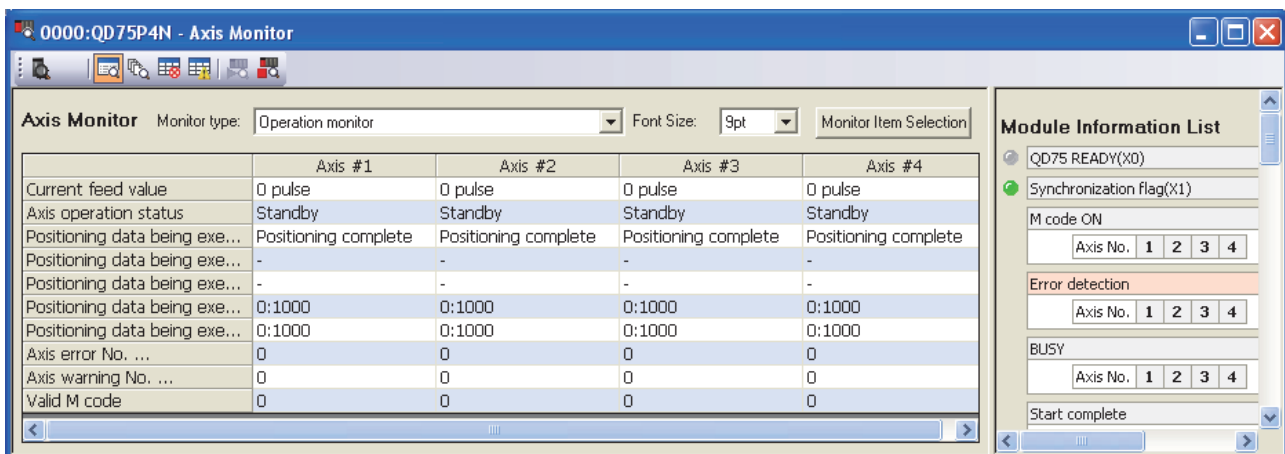 0000:QD75P4N - Axis Monitor
Axis Monitor Monitor type: Operation monitor Font Size: 9pt Monitor Item Selection
Axis #1 Axis #2 Axis #3 Axis #4
Current feed value 0 pulse 0 pulse 0 pulse 0 pulse
Axis operation status Standby Standby Standby Standby
Positioning data being exe... Positioning complete Positioning complete Positioning complete Positioning complete
Positioning data being exe... - - - -
Positioning data being exe... - - - -
Positioning data being exe... 0:1000 0:1000 0:1000 0:1000
Positioning data being exe... 0:1000 0:1000 0:1000 0:1000
Axis error No. ... 0 0 0 0
Axis warning No. ... 0 0 0 0
Valid M code 0 0 0 0
Module Information List
QD75 READY(X0)
Synchronization flag(X1)
M code ON
Axis No. 1 2 3 4
Error detection
Axis No. 1 2 3 4
BUSY
Axis No. 1 2 3 4
Start complete